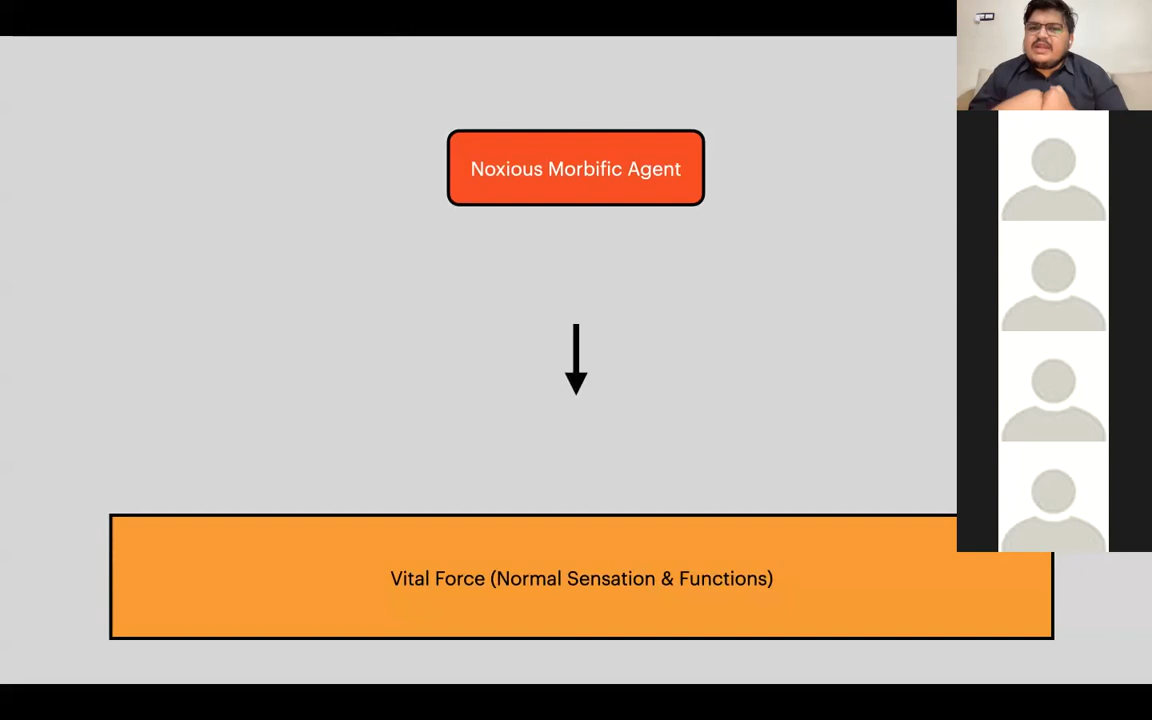 Noxious Morbific Agent
Vital Force (Normal Sensation & Functions)